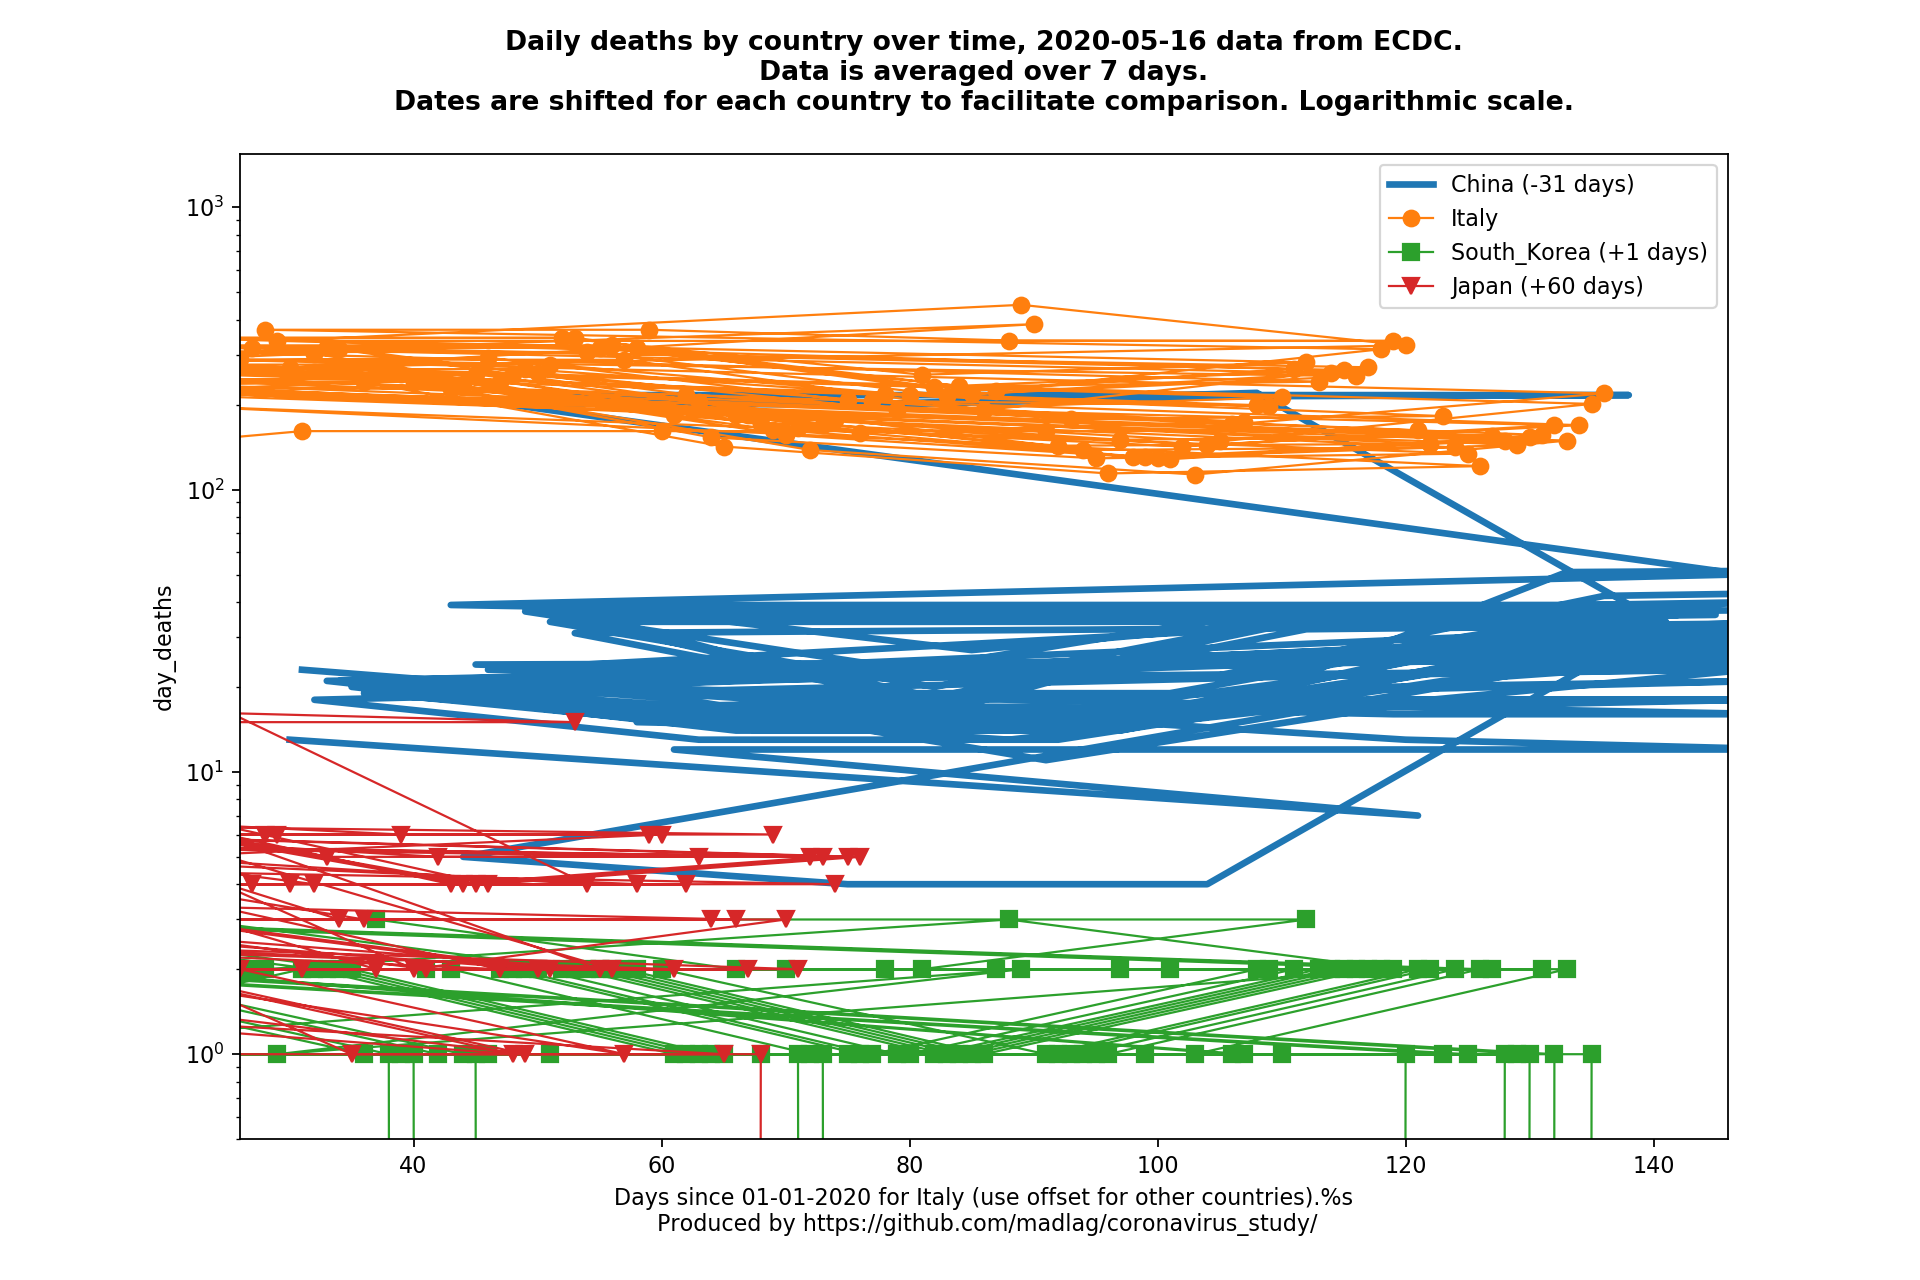 Daily deaths by country over time, 2020-05-16 data from ECDC.
Data is averaged over 7 days.
Dates are shifted for each country to facilitate comparison. Logarithmic scale.
China (-31 days)
Italy
South_Korea (+1 days)
Japan (+60 days)
day_deaths
10³
10²
10¹
10⁰
40 60 80 100 120 140
Days since 01-01-2020 for Italy (use offset for other countries).%s
Produced by https://github.com/madlag/coronavirus_study/